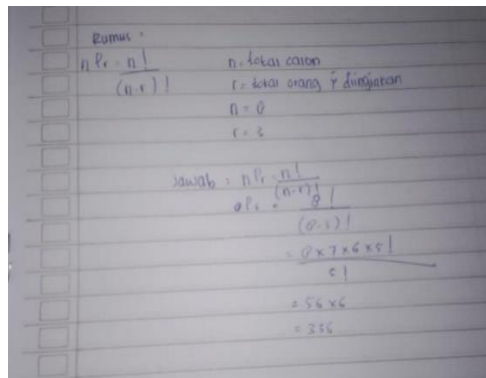 Rumus :
nPr = n!
(n-r)!
n = total calon
r = total orang yg diinginkan
n = 8
r = 3
Jawab : nPr = n!
(n-r)!
8P3 = 8!
(8-3)!
= 8 x 7 x 6 x 5!
5!
= 56 x 6
= 336